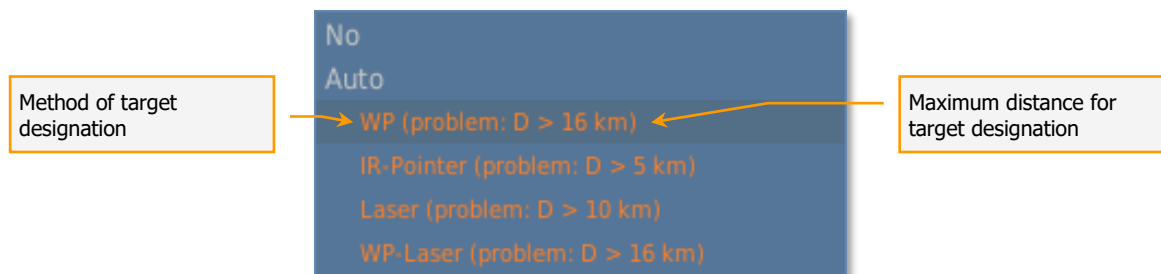 No
Auto
Method of target
designation
WP (problem: D > 16 km)
Maximum distance for
target designation
IR-Pointer (problem: D > 5 km)
Laser (problem: D > 10 km)
WP-Laser (problem: D > 16 km)